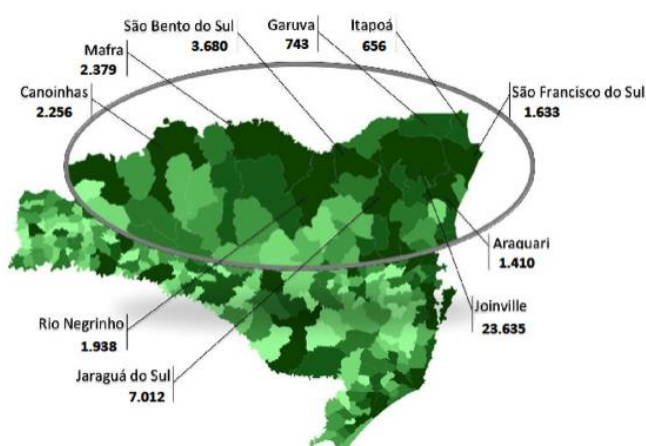 São Bento do Sul
3.680
Garuva
743
Itapoá
656
Mafra
2.379
Canoinhas
2.256
São Francisco do Sul
1.633
Araquari
1.410
Joinville
23.635
Rio Negrinho
1.938
Jaraguá do Sul
7.012